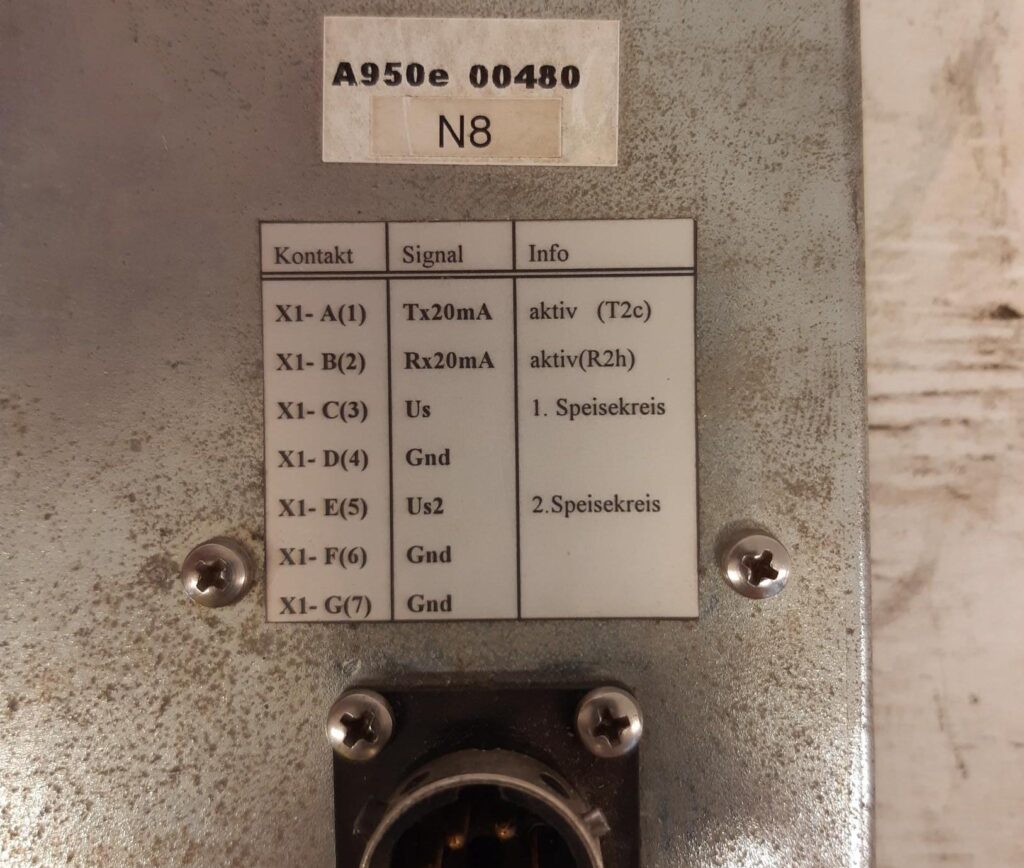 A950e 00480
N8
Kontakt Signal Info
X1- A(1) Tx20mA aktiv (T2c)
X1- B(2) Rx20mA aktiv(R2h)
X1- C(3) Us 1. Speisekreis
X1- D(4) Gnd
X1- E(5) Us2 2.Speisekreis
X1- F(6) Gnd
X1- G(7) Gnd